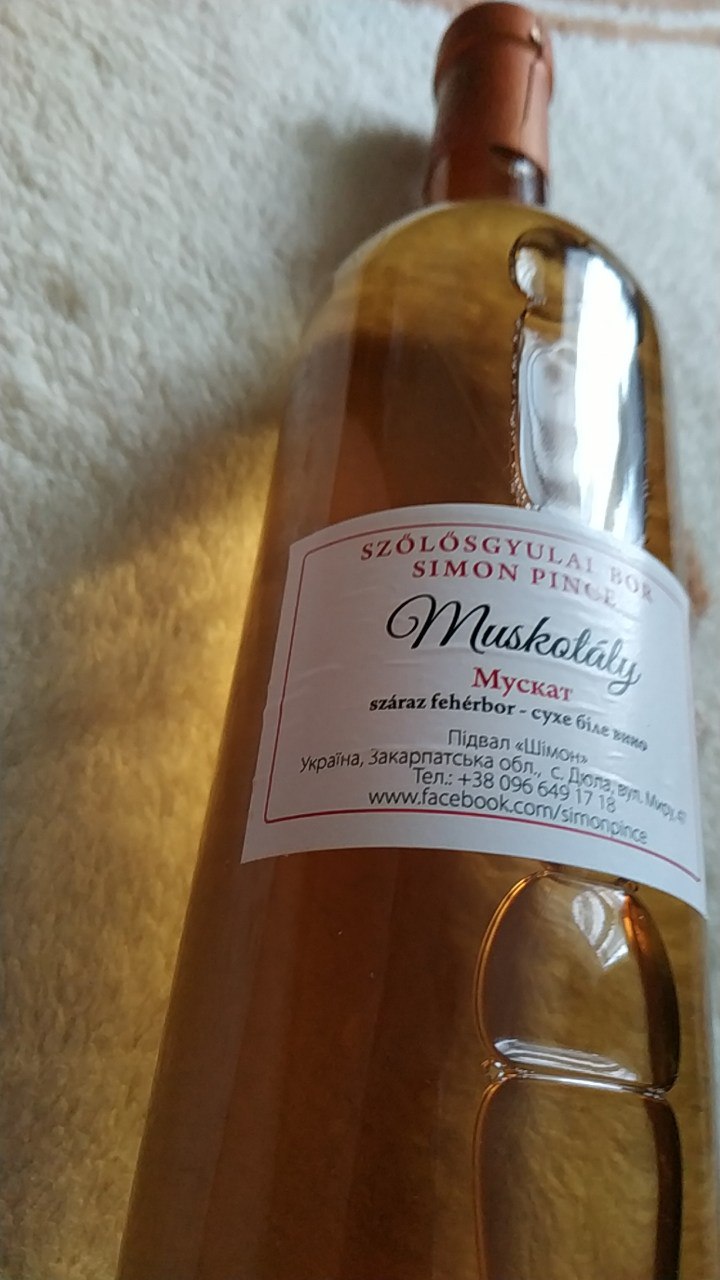 SZŐLŐSGYULAI BOR
SIMON PINCE
Muskotály
Мускат
száraz fehérbor - сухе біле вино
Підвал «Шімон»
Україна, Закарпатська обл., с. Дюла, вул. Миру, 47
Тел.: +38 096 649 17 18
www.facebook.com/simonpince